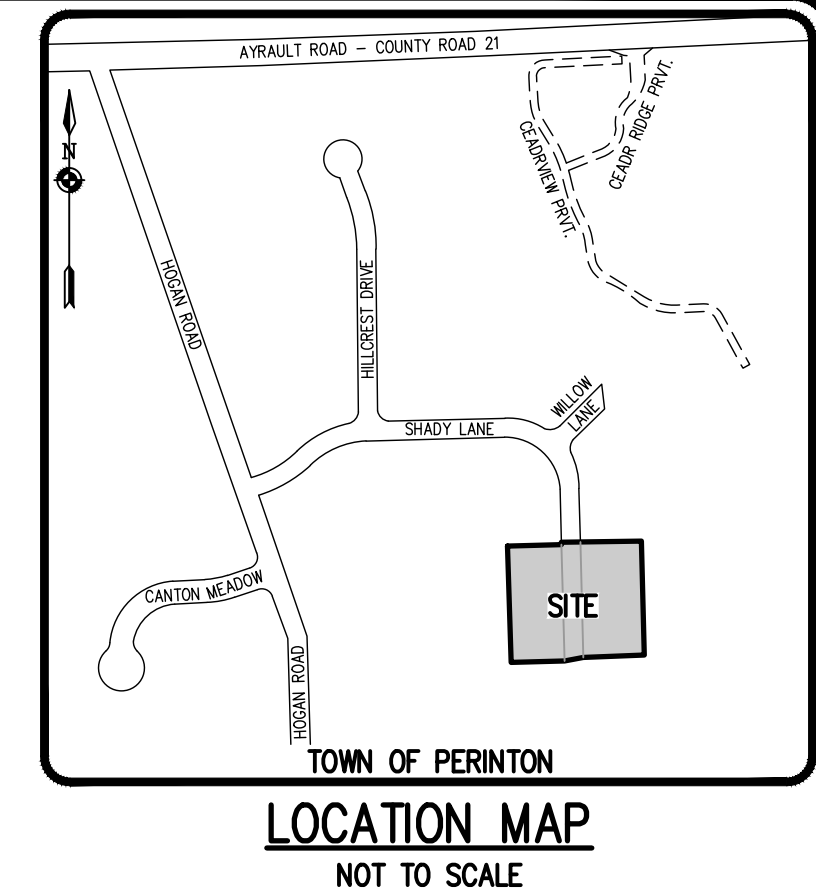 AYRAULT ROAD - COUNTY ROAD 21
N
CEADRVIEW PRVT.
CEADR RIDGE PRVT.
HOGAN ROAD
HILLCREST DRIVE
WILLOW
LANE
SHADY LANE
CANTON MEADOW
SITE
HOGAN ROAD
TOWN OF PERINTON
LOCATION MAP
NOT TO SCALE